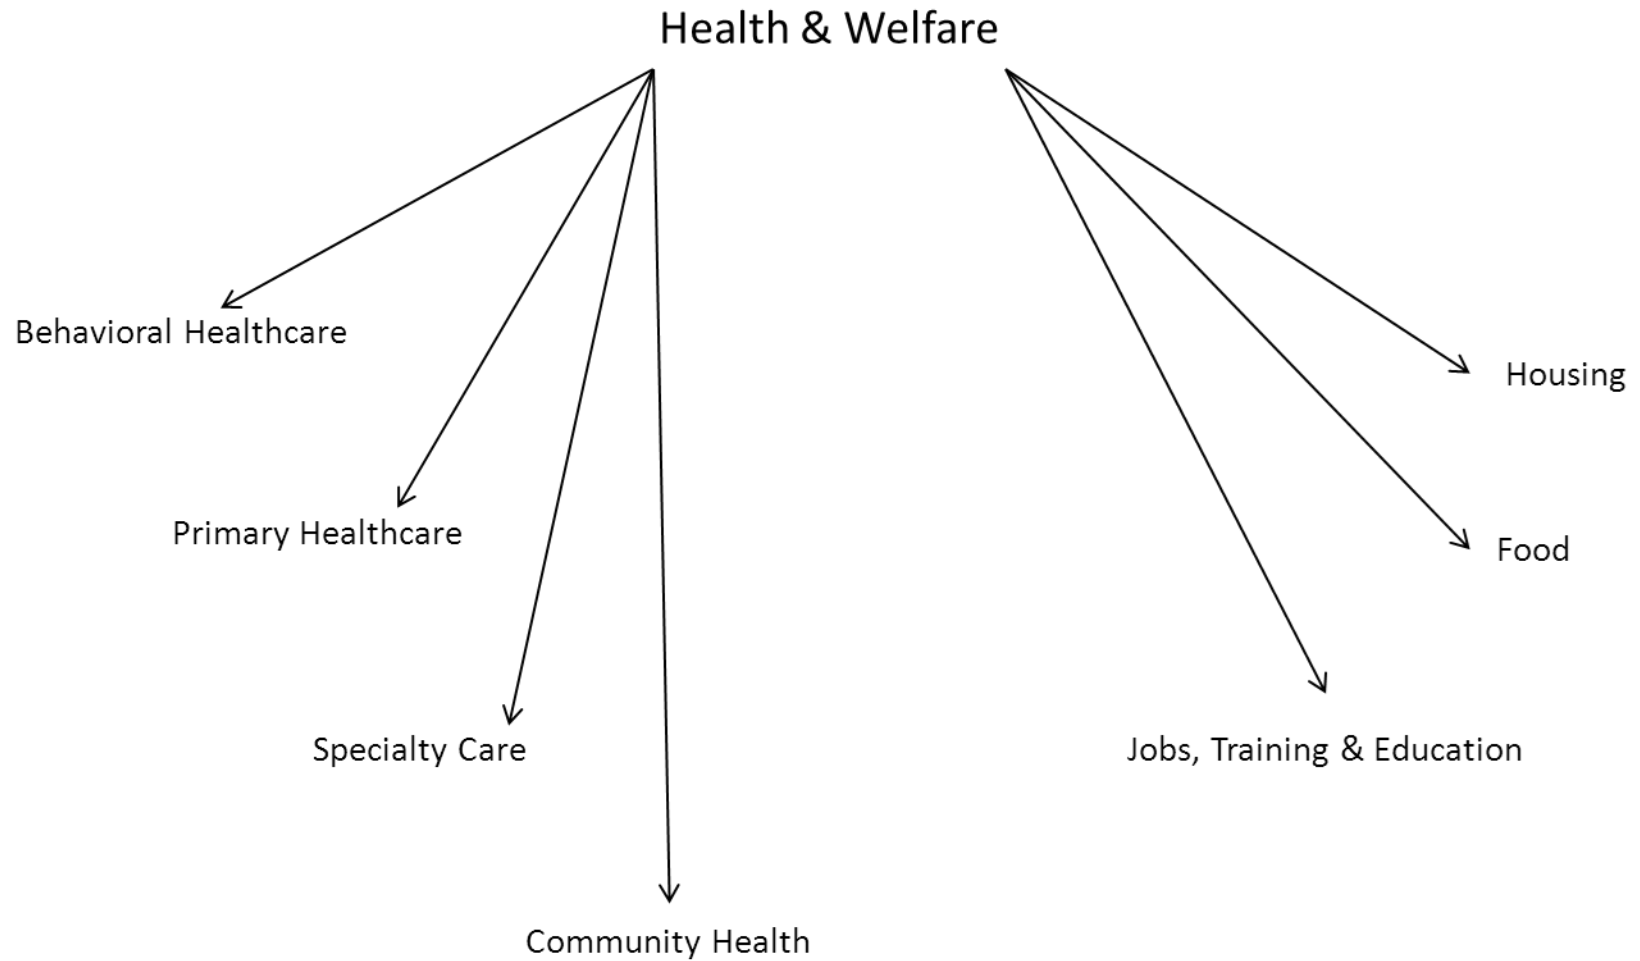 Health & Welfare
Behavioral Healthcare
Housing
Primary Healthcare
Food
Specialty Care
Jobs, Training & Education
Community Health